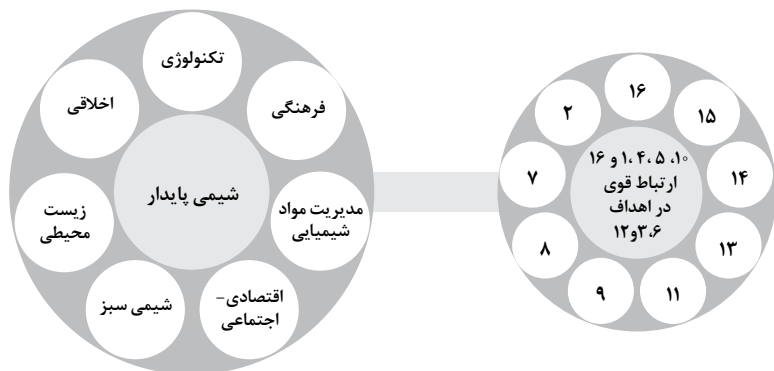 تکنولوژی
فرهنگی
مدیریت مواد
شیمیایی
اقتصادی-
اجتماعی
شیمی سبز
زیست
محیطی
اخلاقی
شیمی پایدار
۱۶
۱۵
۱۴
۱۳
۱۱
۹
۸
۷
۲
۱۰، ۵ ،۴ ،۱ و ۱۶
ارتباط قوی
در اهداف
۳،۶و۱۲